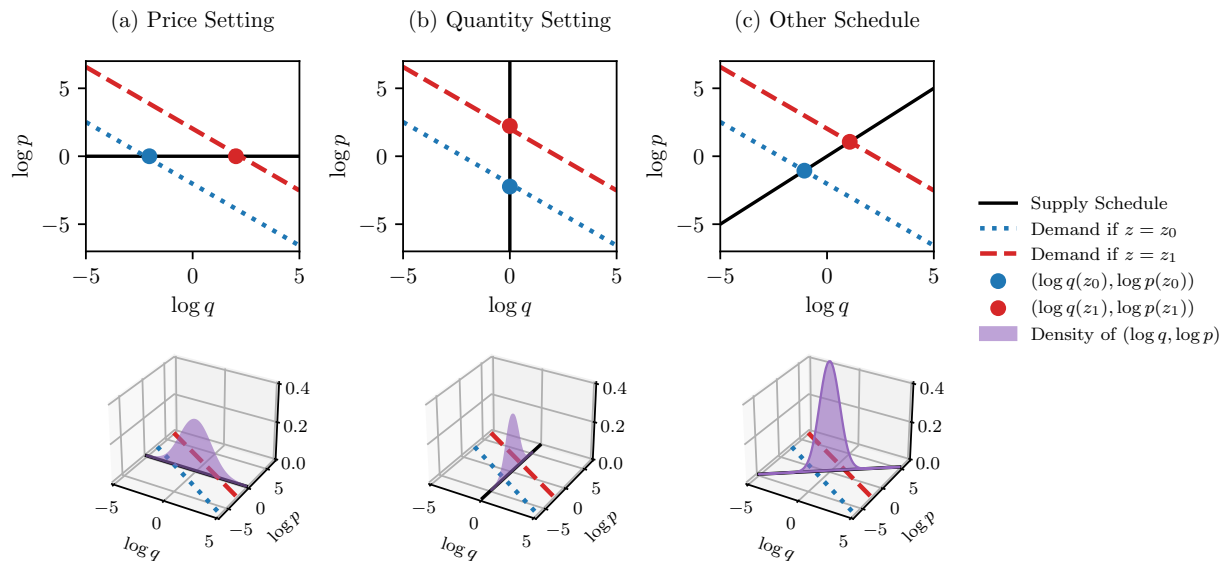 (a) Price Setting
(b) Quantity Setting
(c) Other Schedule
log p
5
0
−5
−5
0
5
log q
log p
5
0
−5
−5
0
5
log q
log p
5
0
−5
−5
0
5
log q
Supply Schedule
Demand if z = z₀
Demand if z = z₁
(log q(z₀), log p(z₀))
(log q(z₁), log p(z₁))
Density of (log q, log p)
0.4
0.2
0.0
5
0
−5
log p
−5
0
5
log q
0.4
0.2
0.0
5
0
−5
log p
−5
0
5
log q
0.4
0.2
0.0
5
0
−5
log p
−5
0
5
log q